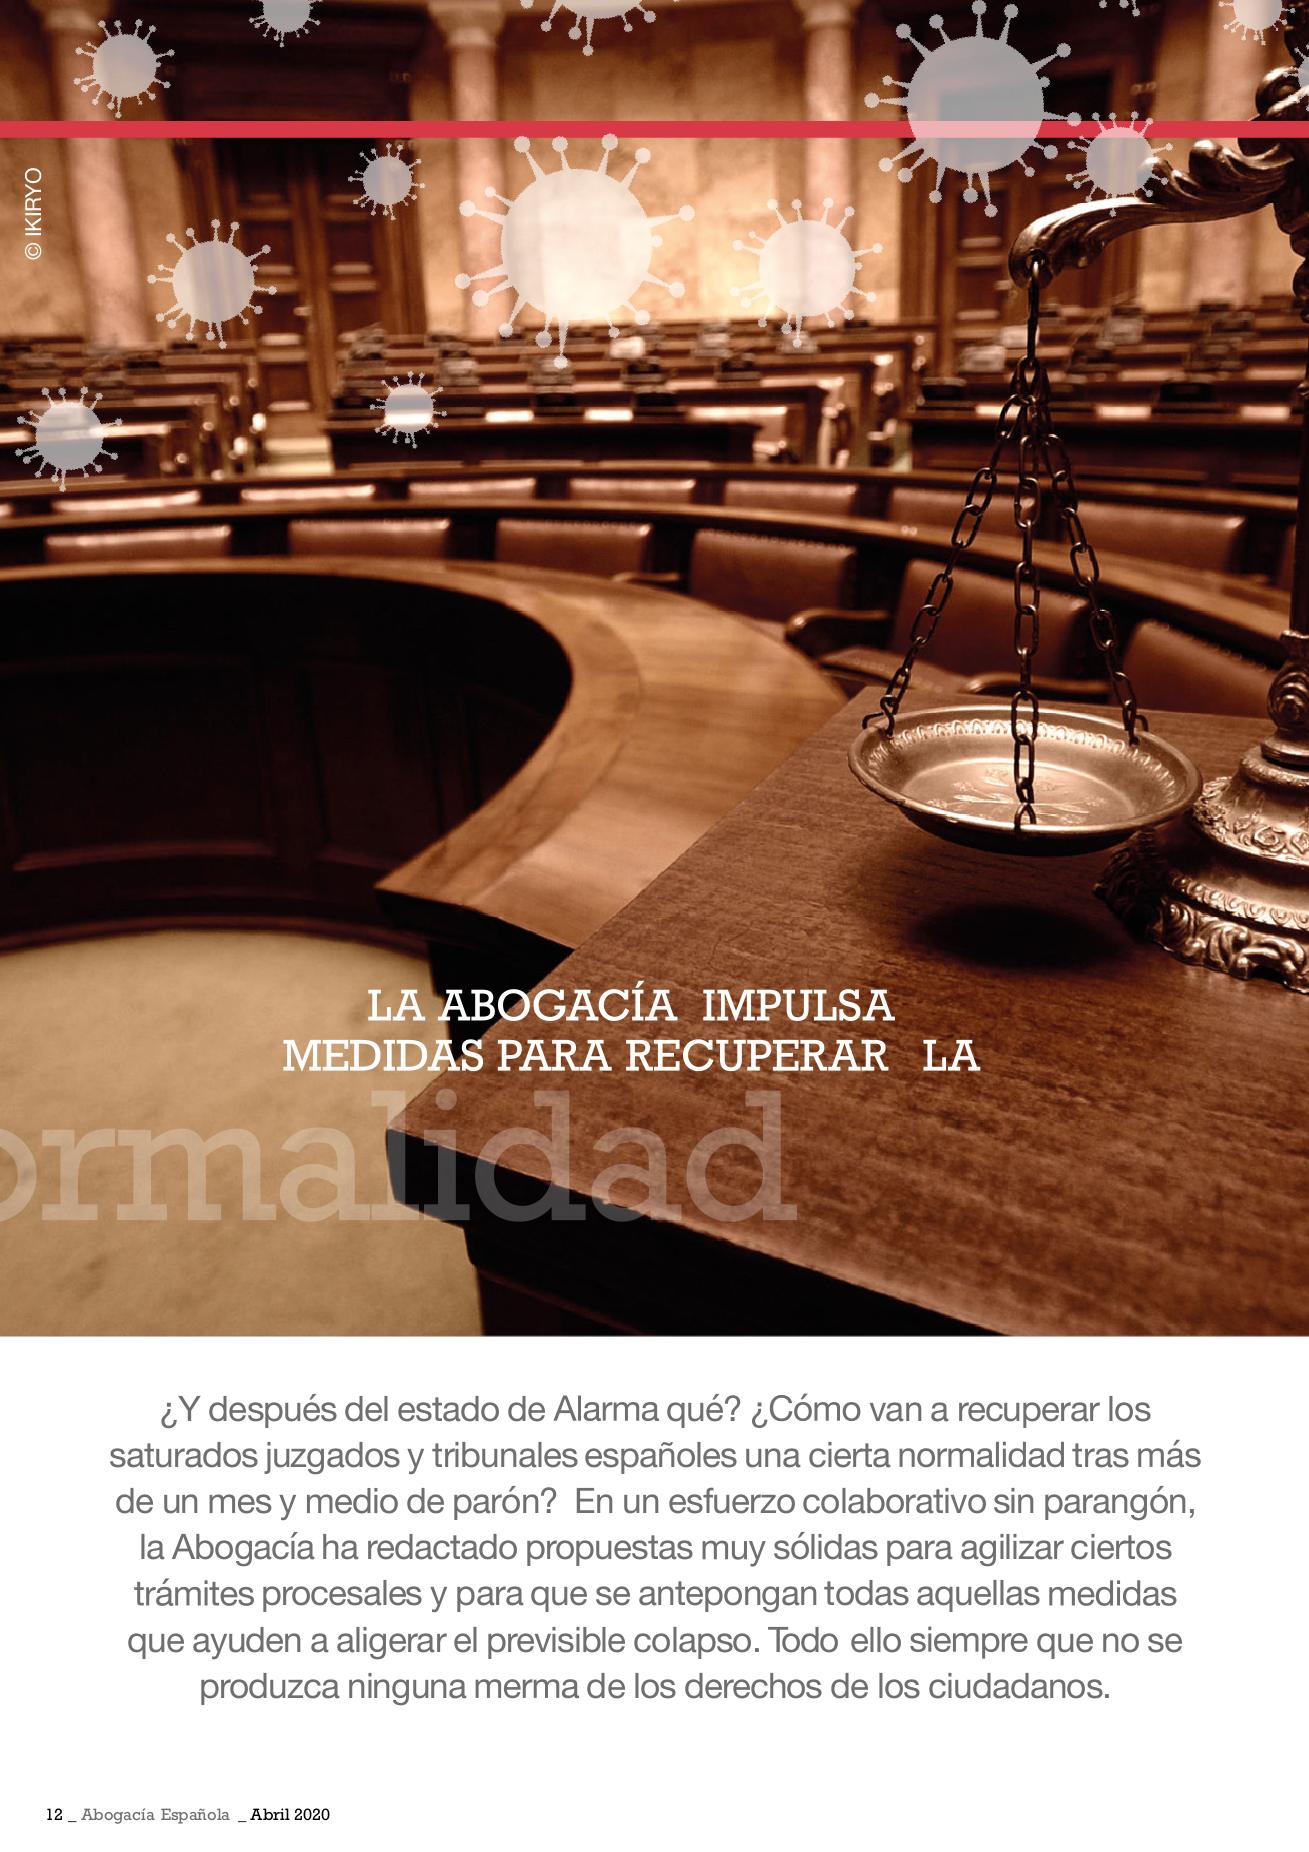 © IKIRYO
LA ABOGACÍA IMPULSA
MEDIDAS PARA RECUPERAR LA
ormalidad
¿Y después del estado de Alarma qué? ¿Cómo van a recuperar los
saturados juzgados y tribunales españoles una cierta normalidad tras más
de un mes y medio de parón? En un esfuerzo colaborativo sin parangón,
la Abogacía ha redactado propuestas muy sólidas para agilizar ciertos
trámites procesales y para que se antepongan todas aquellas medidas
que ayuden a aligerar el previsible colapso. Todo ello siempre que no se
produzca ninguna merma de los derechos de los ciudadanos.
12 _ Abogacía Española _ Abril 2020